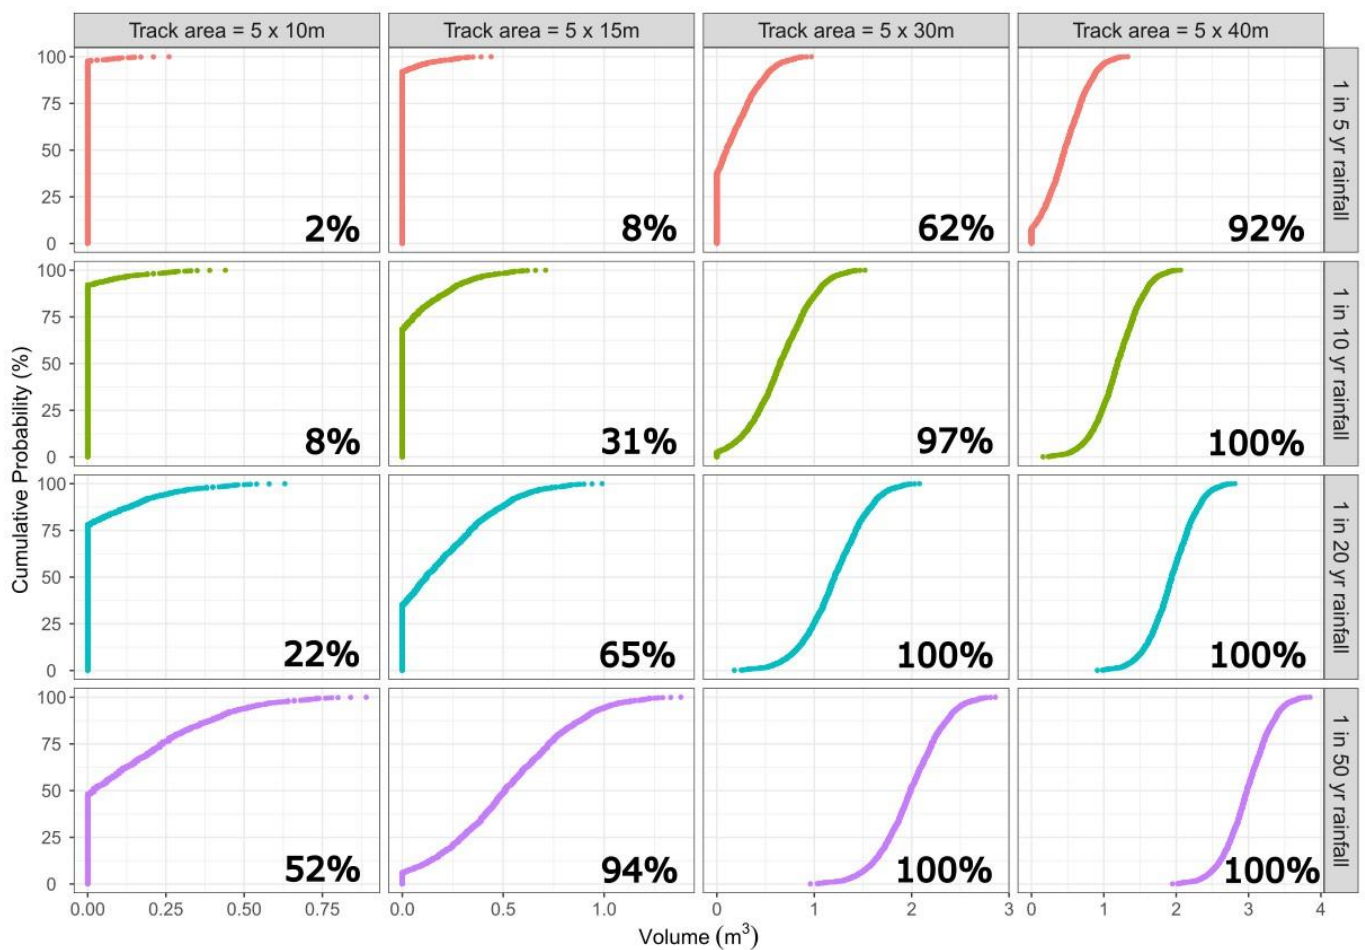 Track area = 5 x 10m
Track area = 5 x 15m
Track area = 5 x 30m
Track area = 5 x 40m
100
75
50
25
0
2%
8%
62%
92%
1 in 5 yr rainfall
100
75
50
25
0
8%
31%
97%
100%
1 in 10 yr rainfall
Cumulative Probability (%)
100
75
50
25
0
22%
65%
100%
100%
1 in 20 yr rainfall
100
75
50
25
0
52%
94%
100%
100%
1 in 50 yr rainfall
0.00 0.25 0.50 0.75
0.0 0.5 1.0
0 1 2 3
0 1 2 3 4
Volume (m³)